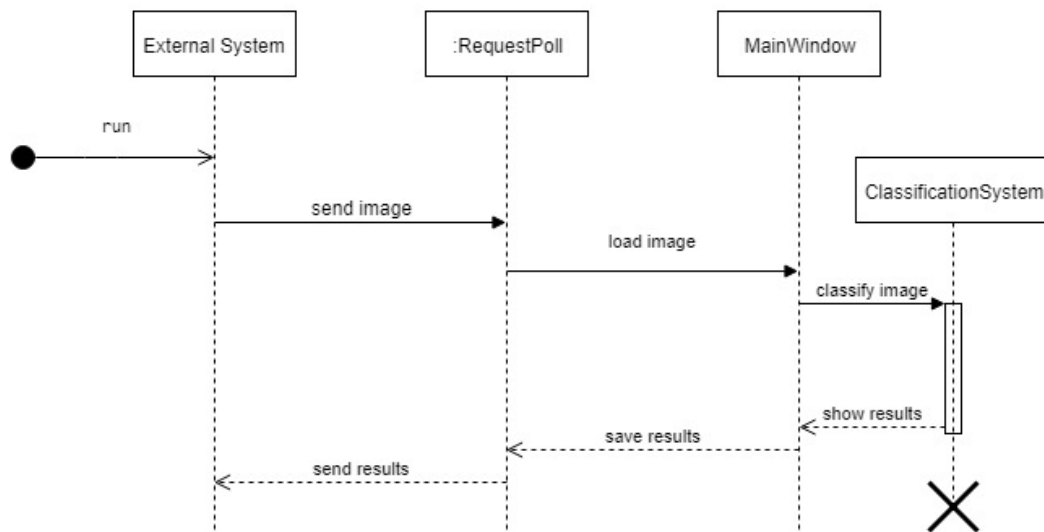 External System
:RequestPoll
MainWindow
run
ClassificationSystem
send image
load image
classify image
show results
save results
send results